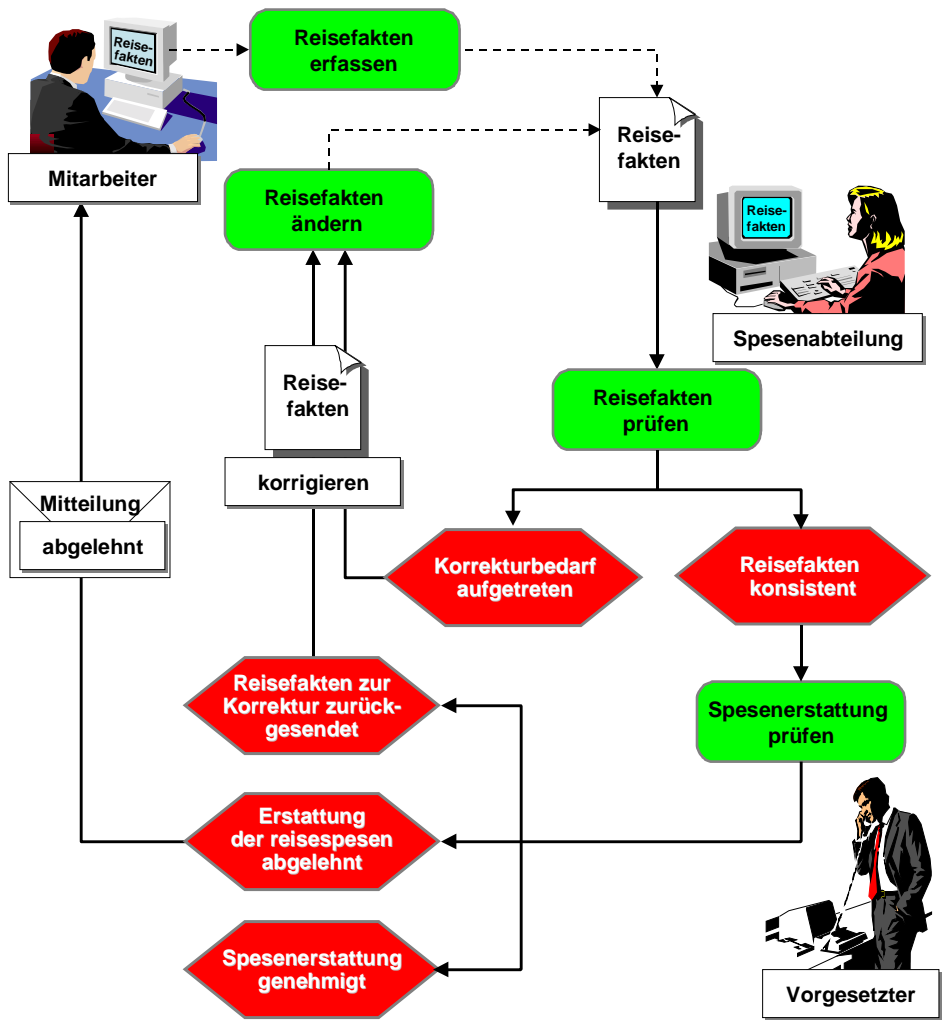 Reise-
fakten
Reisefakten
erfassen
Mitarbeiter
Reise-
fakten
Reisefakten
ändern
Reise-
fakten
Spesenabteilung
Reise-
fakten
Reisefakten
prüfen
korrigieren
Mitteilung
abgelehnt
Korrekturbedarf
aufgetreten
Reisefakten
konsistent
Reisefakten zur
Korrektur zurück-
gesendet
Spesenerstattung
prüfen
Erstattung
der reisespesen
abgelehnt
Spesenerstattung
genehmigt
Vorgesetzter